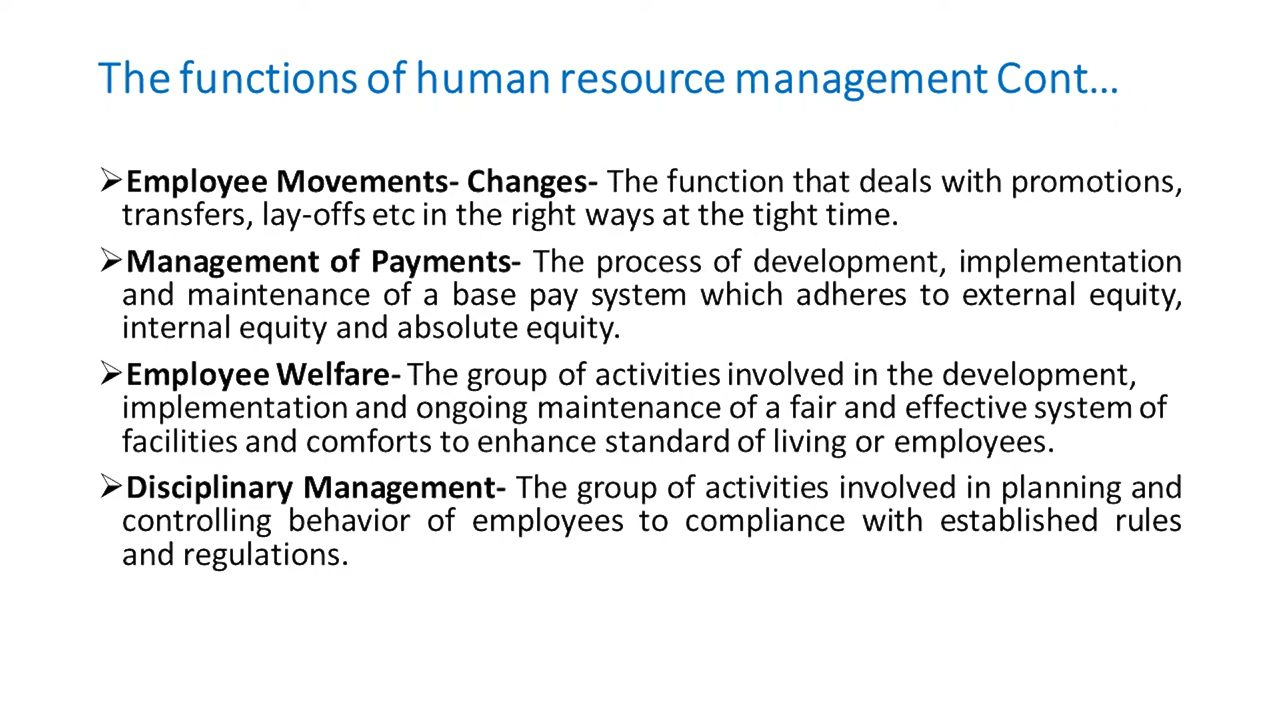 The functions of human resource management Cont...
➢Employee Movements- Changes- The function that deals with promotions,
transfers, lay-offs etc in the right ways at the tight time.
➢Management of Payments- The process of development, implementation
and maintenance of a base pay system which adheres to external equity,
internal equity and absolute equity.
➢Employee Welfare- The group of activities involved in the development,
implementation and ongoing maintenance of a fair and effective system of
facilities and comforts to enhance standard of living or employees.
➢Disciplinary Management- The group of activities involved in planning and
controlling behavior of employees to compliance with established rules
and regulations.